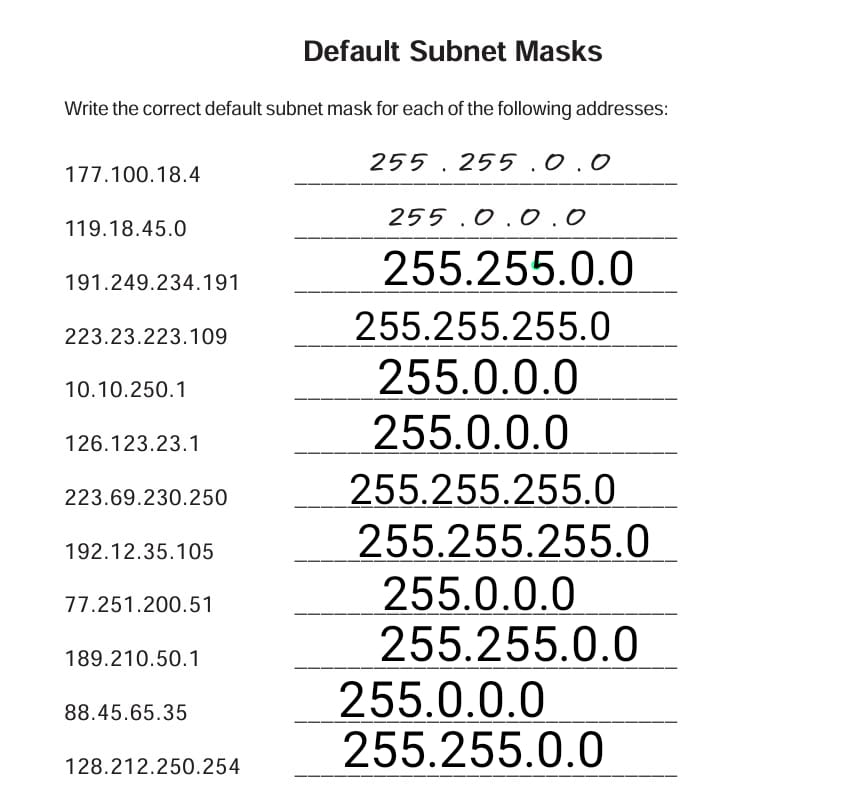 Default Subnet Masks
Write the correct default subnet mask for each of the following addresses:
177.100.18.4 255 . 255 . 0 . 0
119.18.45.0 255 . 0 . 0 . 0
191.249.234.191 255.255.0.0
223.23.223.109 255.255.255.0
10.10.250.1 255.0.0.0
126.123.23.1 255.0.0.0
223.69.230.250 255.255.255.0
192.12.35.105 255.255.255.0
77.251.200.51 255.0.0.0
189.210.50.1 255.255.0.0
88.45.65.35 255.0.0.0
128.212.250.254 255.255.0.0